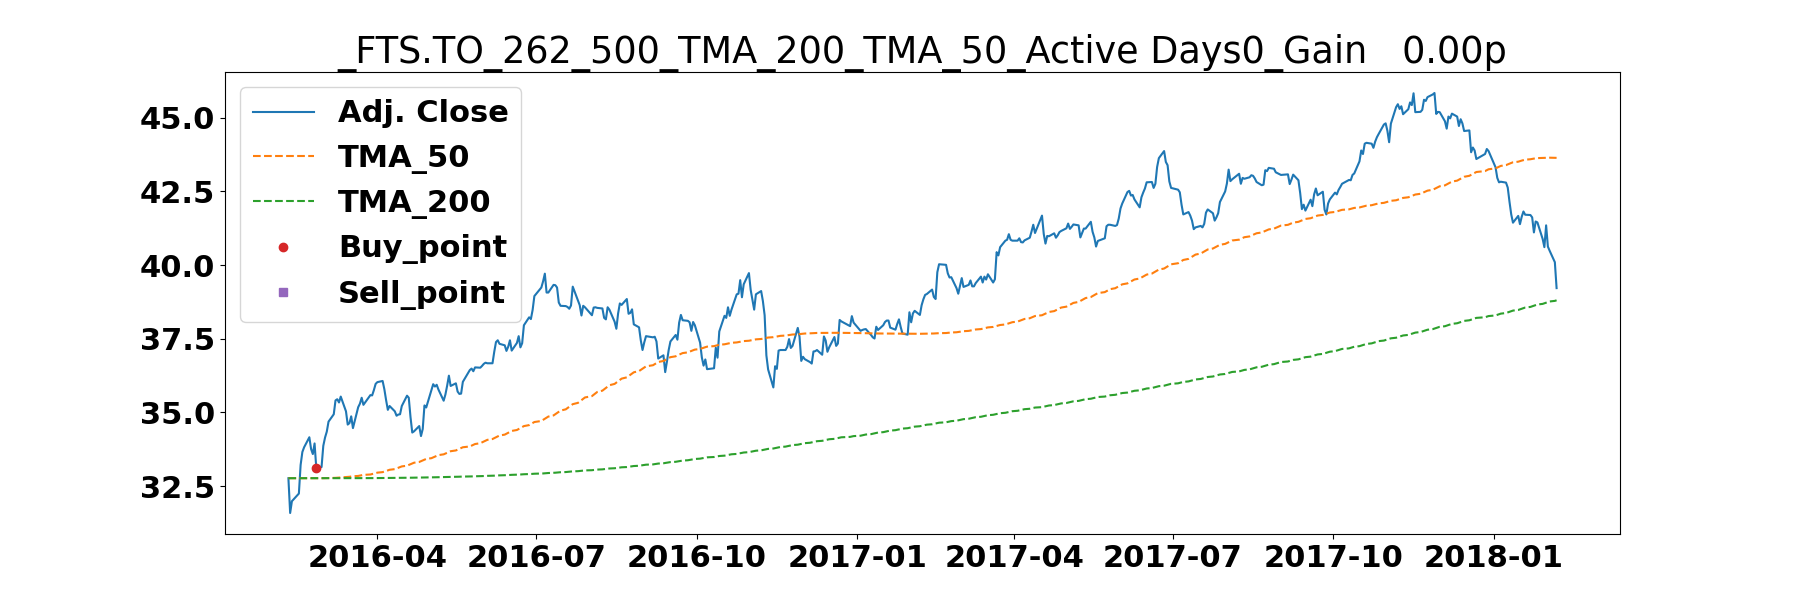 _FTS.TO_262_500_TMA_200_TMA_50_Active Days0_Gain   0.00p
Adj. Close
TMA_50
TMA_200
Buy_point
Sell_point
45.0
42.5
40.0
37.5
35.0
32.5
2016-04 2016-07 2016-10 2017-01 2017-04 2017-07 2017-10 2018-01